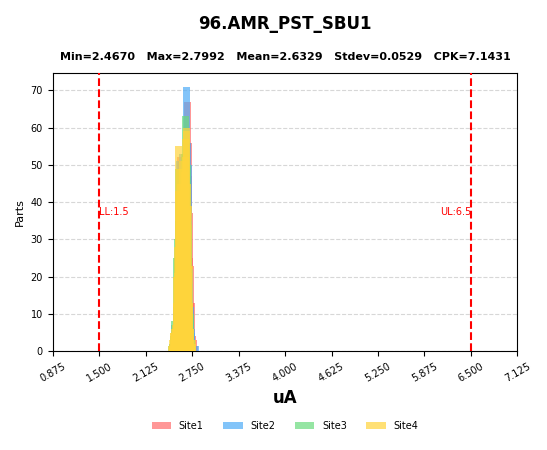 96.AMR_PST_SBU1
Min=2.4670 Max=2.7992 Mean=2.6329 Stdev=0.0529 CPK=7.1431
70
60
50
40
30
20
10
0
Parts
LL:1.5
UL:6.5
0.875 1.500 2.125 2.750 3.375 4.000 4.625 5.250 5.875 6.500 7.125
uA
Site1 Site2 Site3 Site4